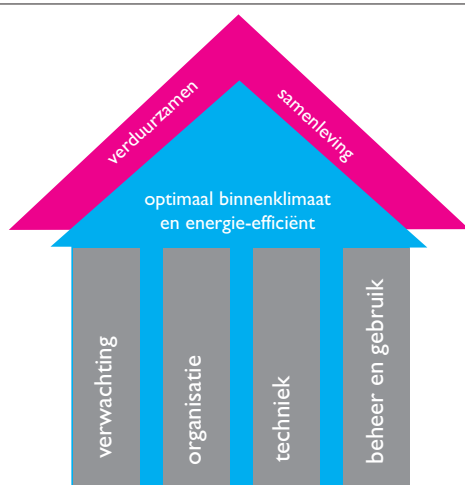 verduurzamen
samenleving
optimaal binnenklimaat
en energie-efficiënt
verwachting
organisatie
techniek
beheer en gebruik